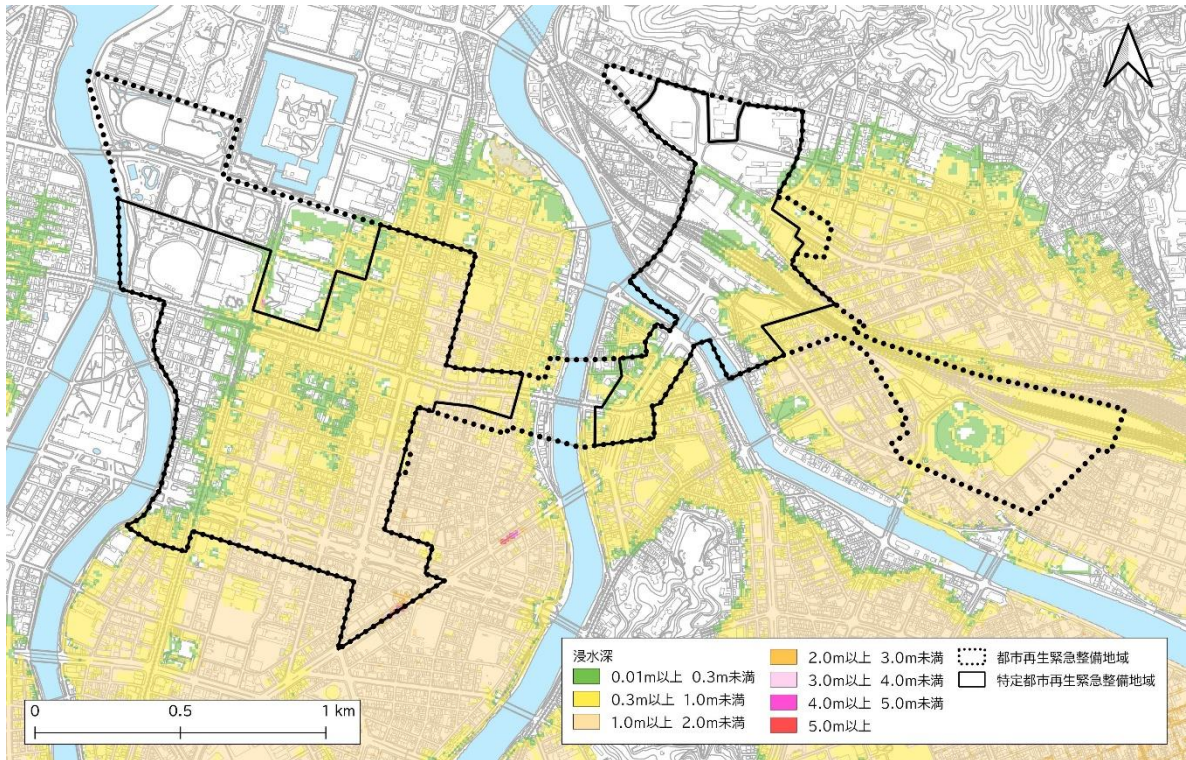 浸水深
0.01m以上 0.3m未満
0.3m以上 1.0m未満
1.0m以上 2.0m未満
2.0m以上 3.0m未満
3.0m以上 4.0m未満
4.0m以上 5.0m未満
5.0m以上
都市再生緊急整備地域
特定都市再生緊急整備地域
0 0.5 1 km